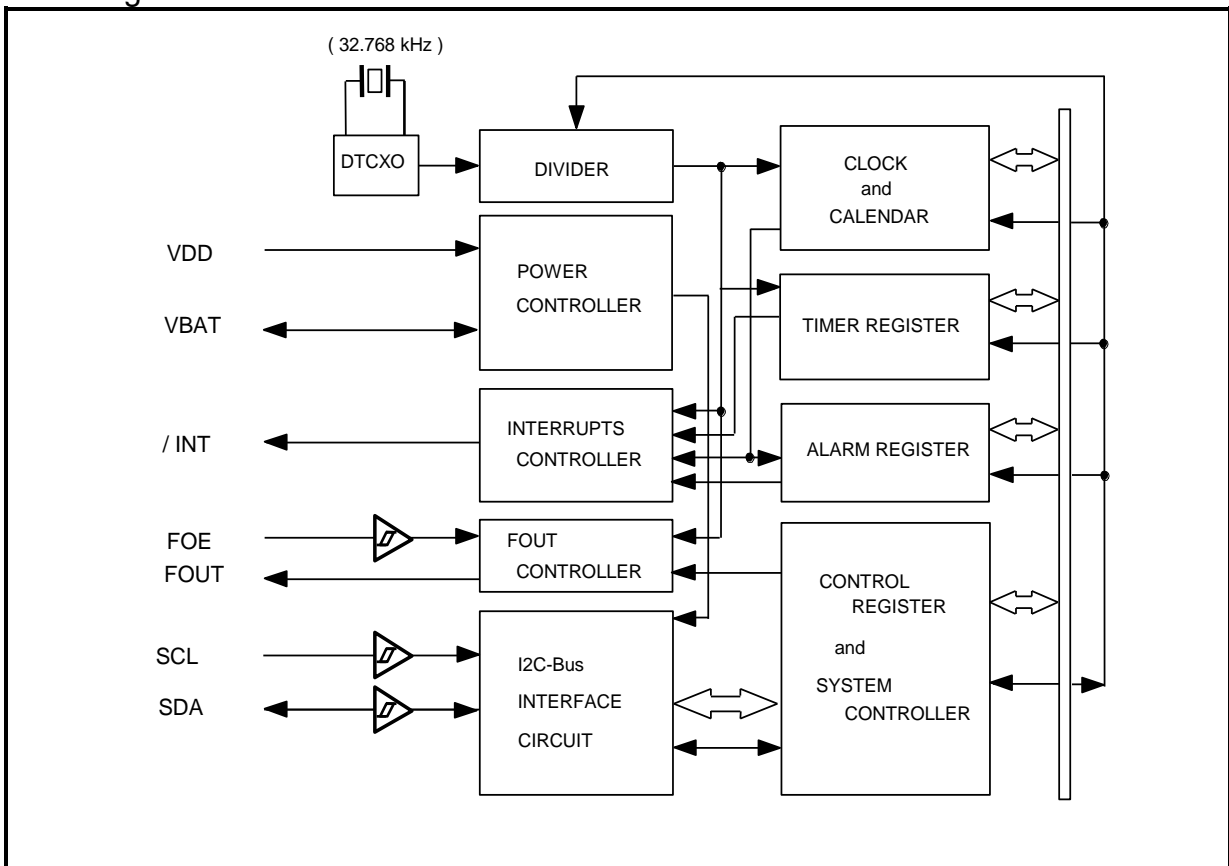 ( 32.768 kHz )
DTCXO
DIVIDER
CLOCK
and
CALENDAR
VDD
VBAT
POWER
CONTROLLER
TIMER REGISTER
/ INT
INTERRUPTS
CONTROLLER
ALARM REGISTER
FOE
FOUT
FOUT
CONTROLLER
CONTROL
REGISTER
and
SYSTEM
CONTROLLER
SCL
SDA
I2C-Bus
INTERFACE
CIRCUIT